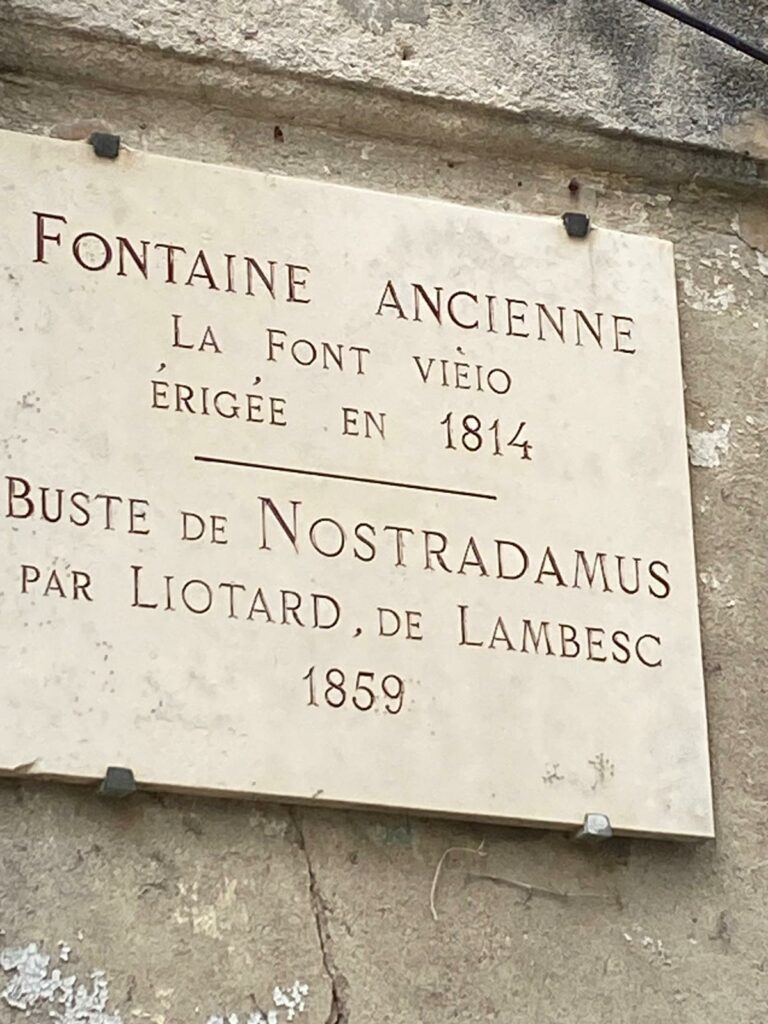 FONTAINE ANCIENNE
LA FONT VIÈIO
ÉRIGÉE EN 1814
BUSTE DE NOSTRADAMUS
PAR LIOTARD, DE LAMBESC
1859